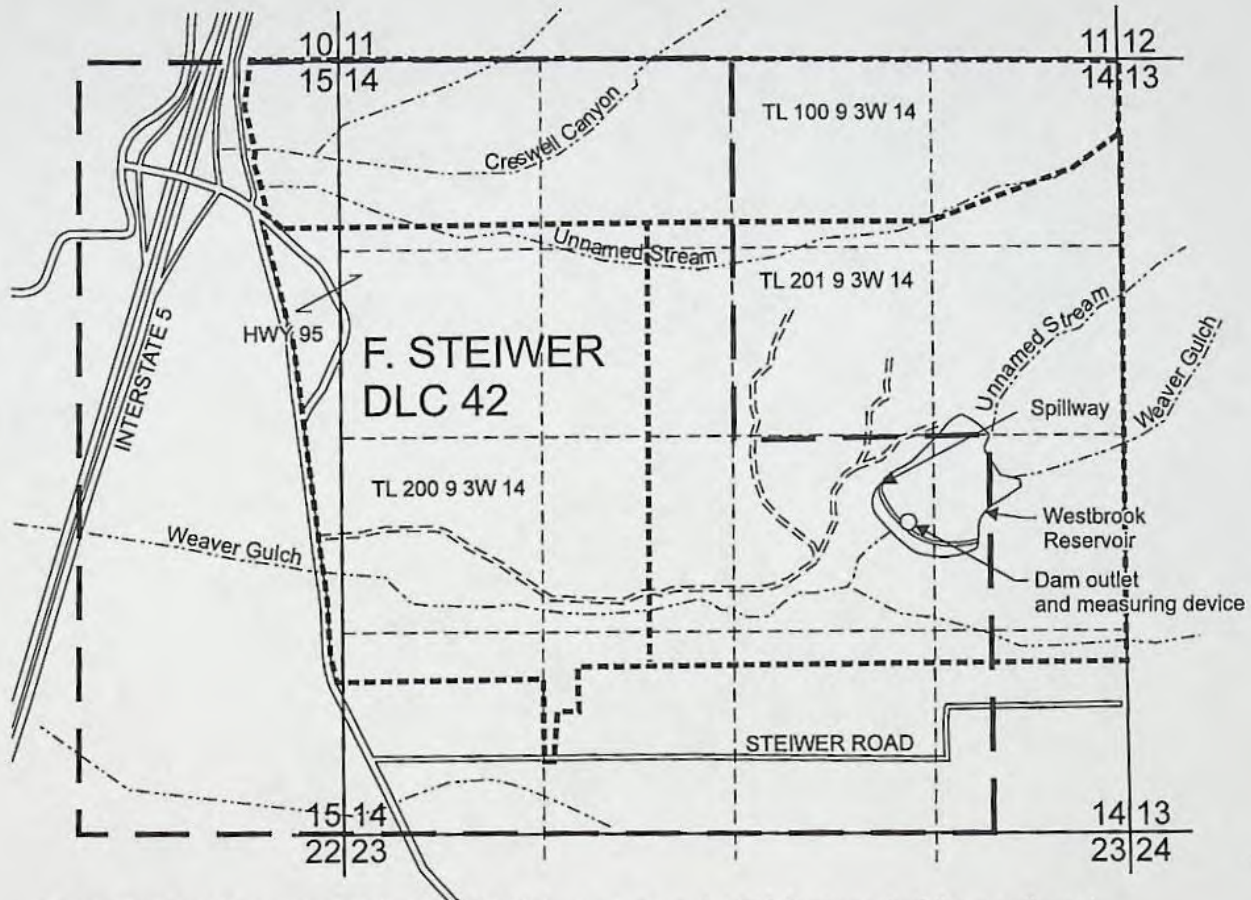 10 11
15 14
11 12
14 13
TL 100 9 3W 14
Creswell Canyon
Unnamed Stream
TL 201 9 3W 14
HWY 95
INTERSTATE 5
F. STEIWER
DLC 42
Unnamed Stream
Weaver Gulch
Spillway
TL 200 9 3W 14
Westbrook
Reservoir
Weaver Gulch
Dam outlet
and measuring device
STEIWER ROAD
15 14
22 23
14 13
23 24